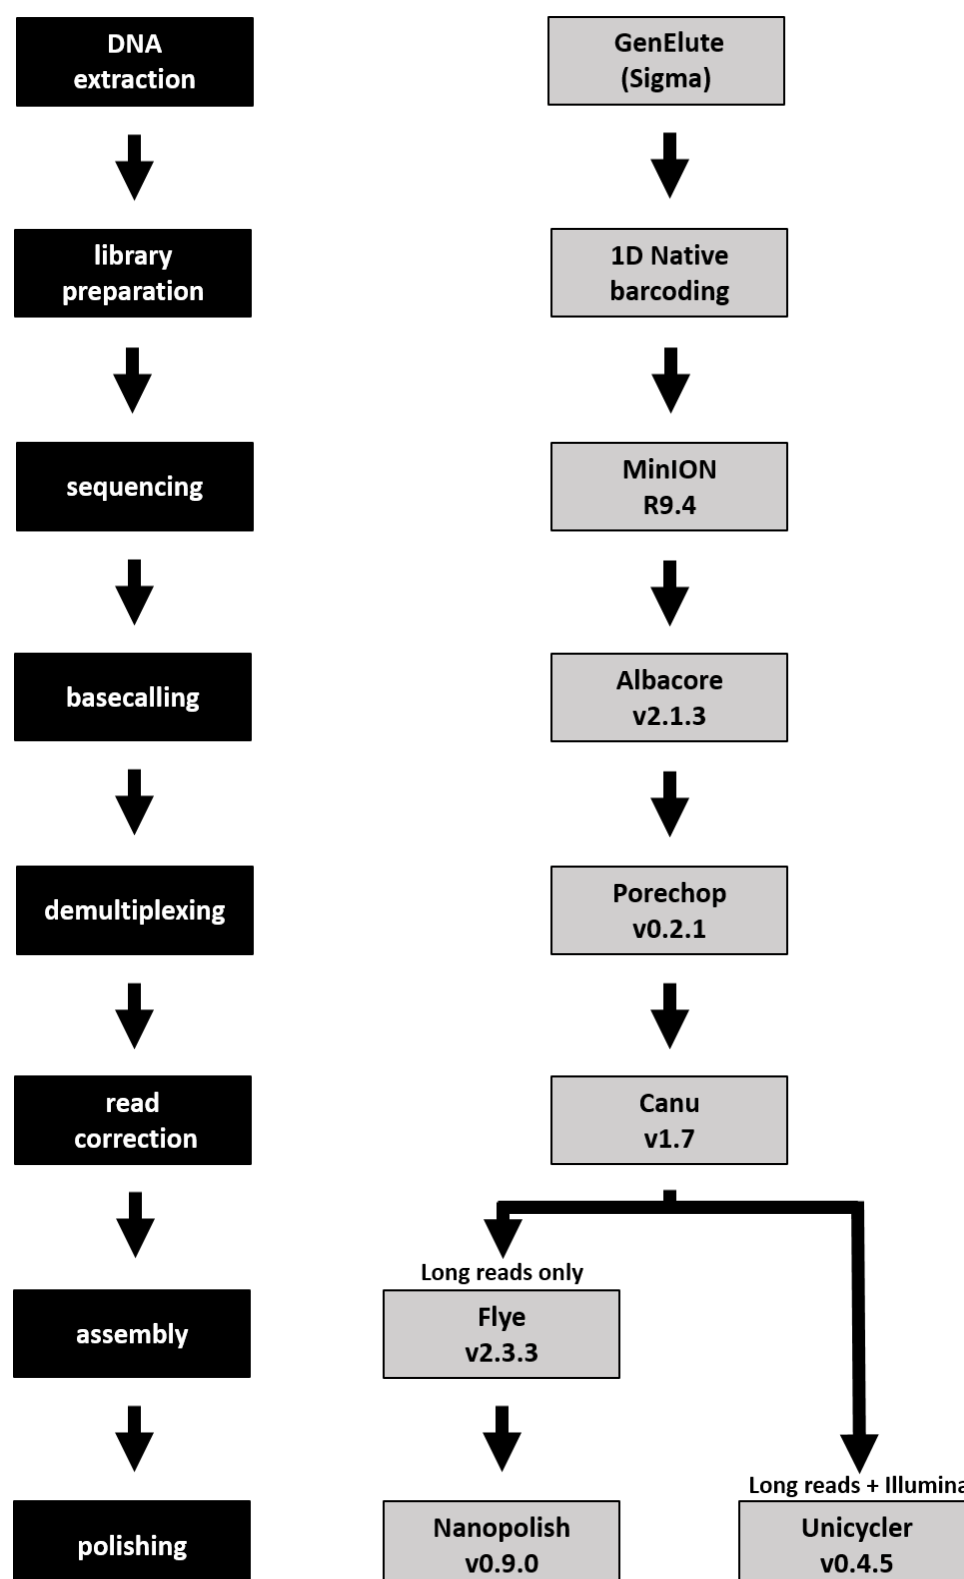 DNA
extraction
GenElute
(Sigma)
library
preparation
1D Native
barcoding
sequencing
MinION
R9.4
basecalling
Albacore
v2.1.3
demultiplexing
Porechop
v0.2.1
read
correction
Canu
v1.7
Long reads only
assembly
Flye
v2.3.3
Long reads + Illumina
polishing
Nanopolish
v0.9.0
Unicycler
v0.4.5